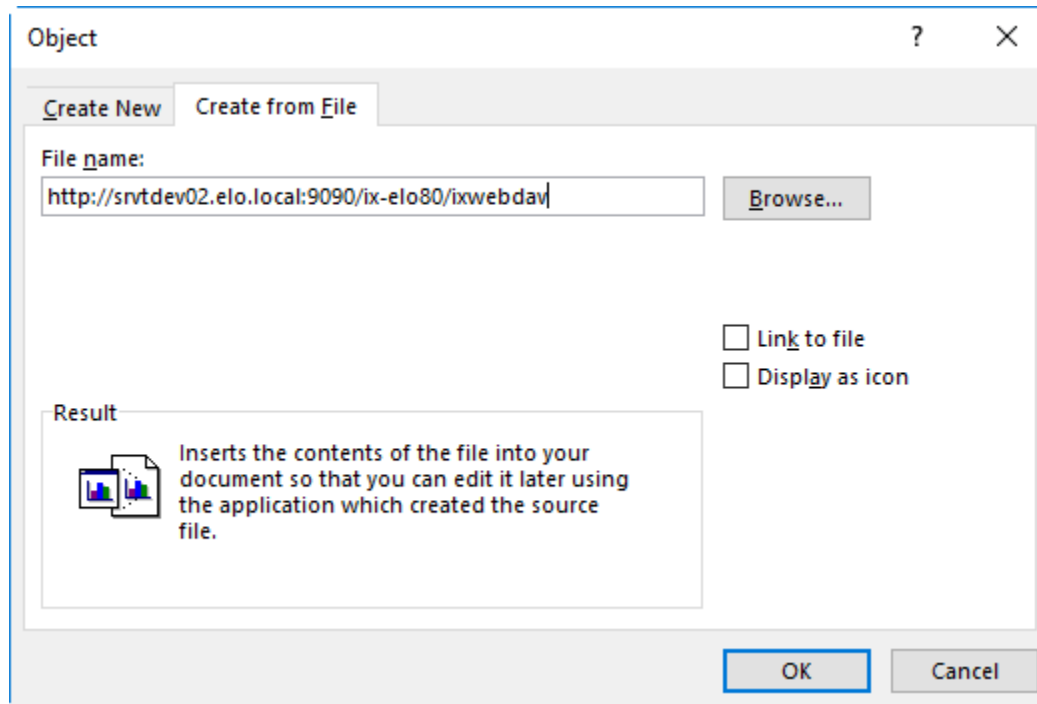 Object
?
Create New
Create from File
File name:
http://srvtdev02.elo.local:9090/ix-elo80/ixwebdav
Browse...
Link to file
Display as icon
Result
Inserts the contents of the file into your
document so that you can edit it later using
the application which created the source
file.
OK
Cancel